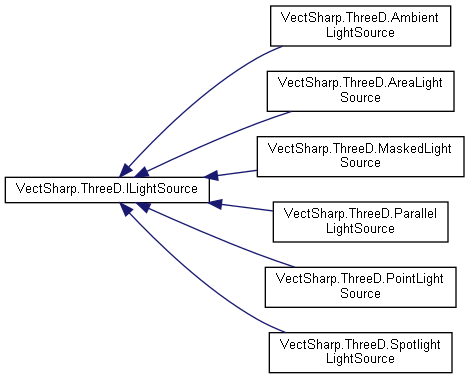 VectSharp.ThreeD.Ambient
LightSource
VectSharp.ThreeD.AreaLight
Source
VectSharp.ThreeD.MaskedLight
Source
VectSharp.ThreeD.ILightSource
VectSharp.ThreeD.Parallel
LightSource
VectSharp.ThreeD.PointLight
Source
VectSharp.ThreeD.Spotlight
LightSource